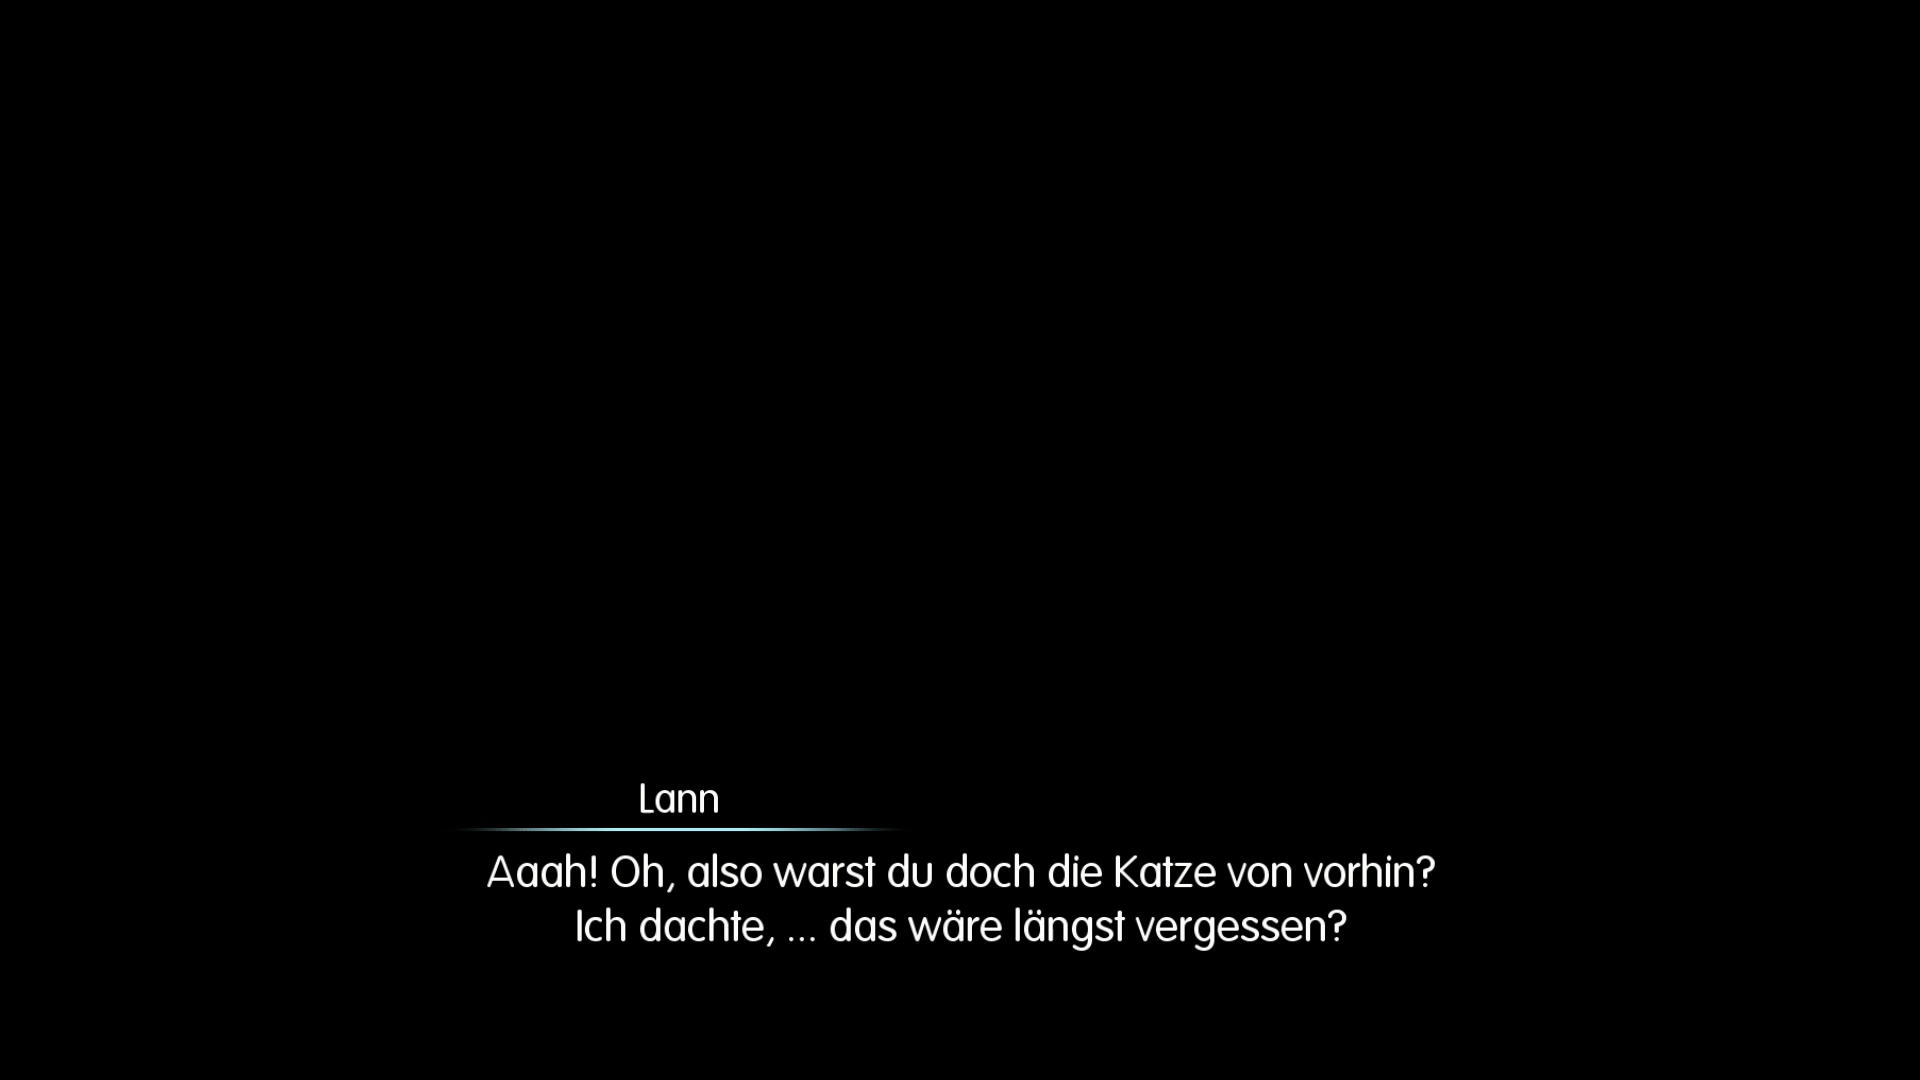 Lann
Aaah! Oh, also warst du doch die Katze von vorhin?
Ich dachte, ... das wäre längst vergessen?